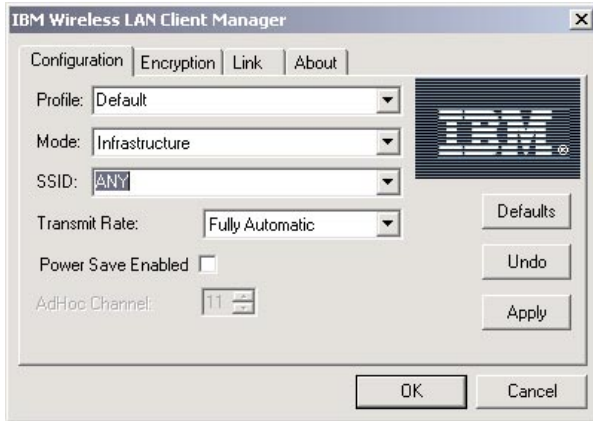 IBM Wireless LAN Client Manager
Configuration Encryption Link About
Profile: Default
Mode: Infrastructure
IBM®
SSID: ANY
Transmit Rate: Fully Automatic
Defaults
Power Save Enabled
Undo
AdHoc Channel: 11
Apply
OK Cancel